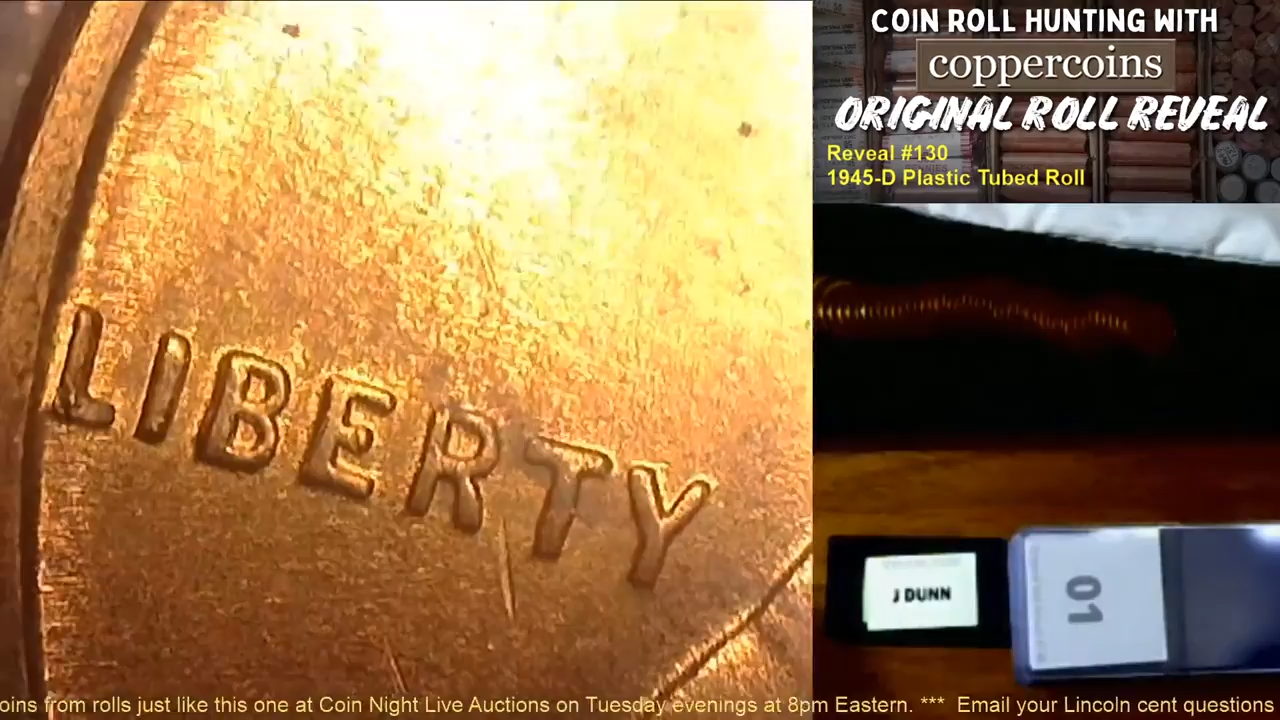 COIN ROLL HUNTING WITH
coppercoins
ORIGINAL ROLL REVEAL
Reveal #130
1945-D Plastic Tubed Roll
LIBERTY
J DUNN
01
oins from rolls just like this one at Coin Night Live Auctions on Tuesday evenings at 8pm Eastern. *** Email your Lincoln cent questions